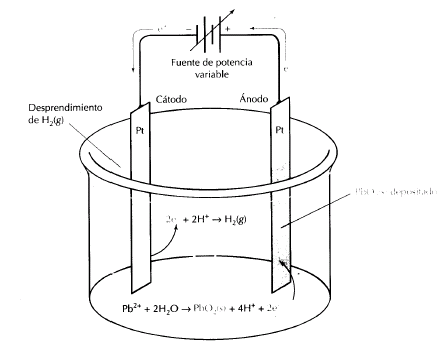 e⁻
− +
e
Fuente de potencia
variable
Cátodo
Ánodo
Desprendimiento
de H₂(g)
Pt
Pt
PbO₂(s) depositado
2e + 2H⁺ → H₂(g)
Pb²⁺ + 2H₂O → PbO₂(s) + 4H⁺ + 2e